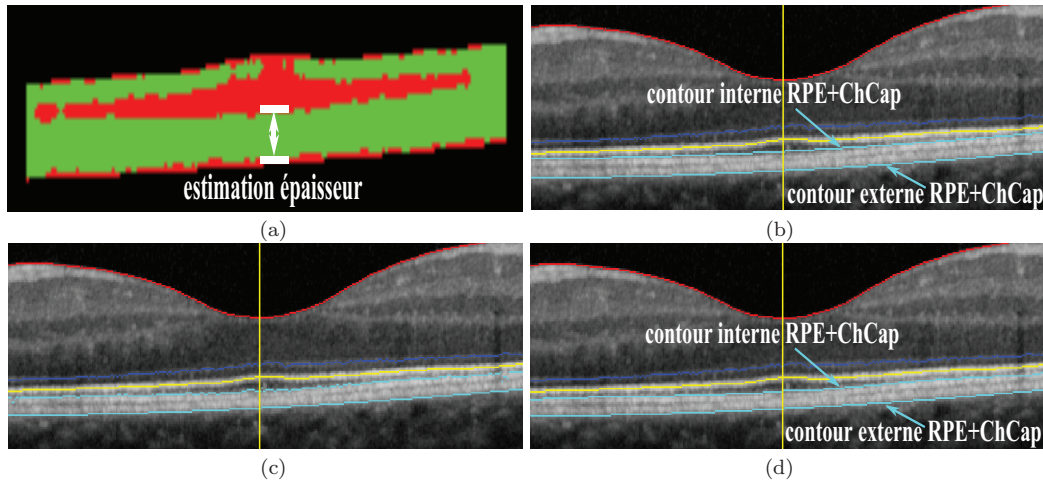 estimation épaisseur
(a)
contour interne RPE+ChCap
contour externe RPE+ChCap
(b)
(c)
contour interne RPE+ChCap
contour externe RPE+ChCap
(d)